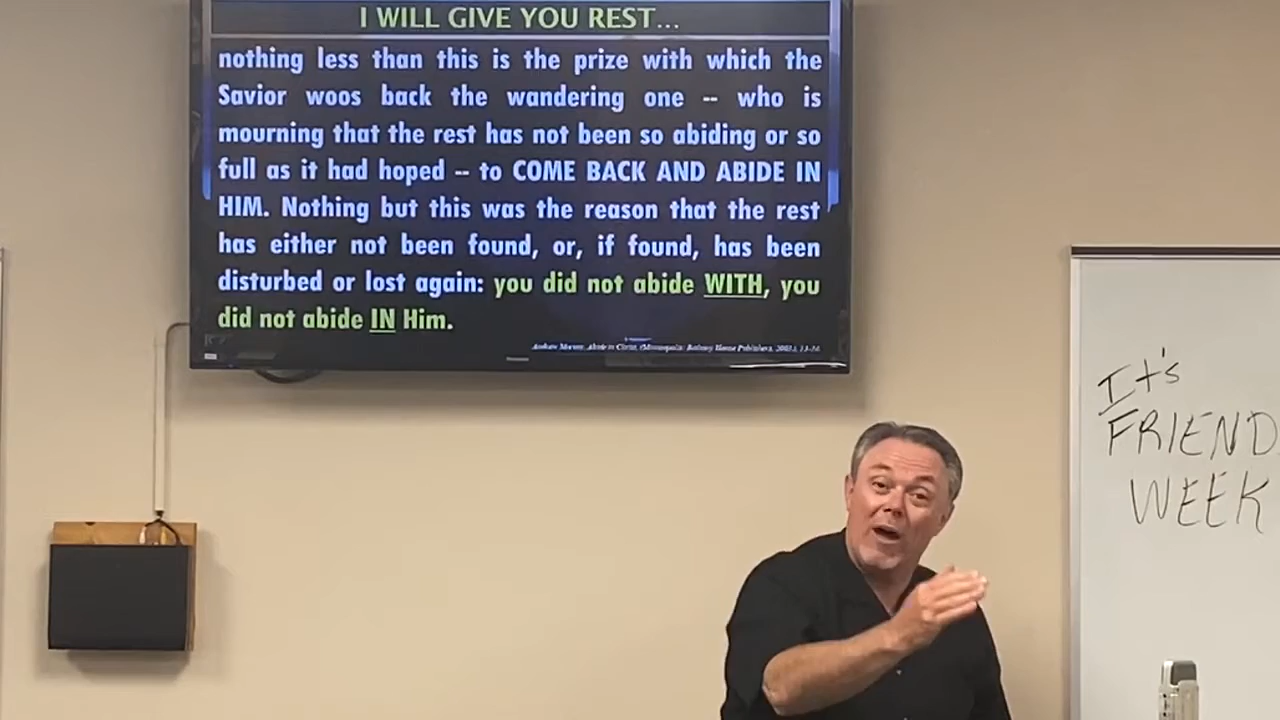 I WILL GIVE YOU REST...
nothing less than this is the prize with which the
Savior woos back the wandering one -- who is
mourning that the rest has not been so abiding or so
full as it had hoped -- to COME BACK AND ABIDE IN
HIM. Nothing but this was the reason that the rest
has either not been found, or, if found, has been
disturbed or lost again: you did not abide WITH, you
did not abide IN Him.
It's
FRIEND
WEEK